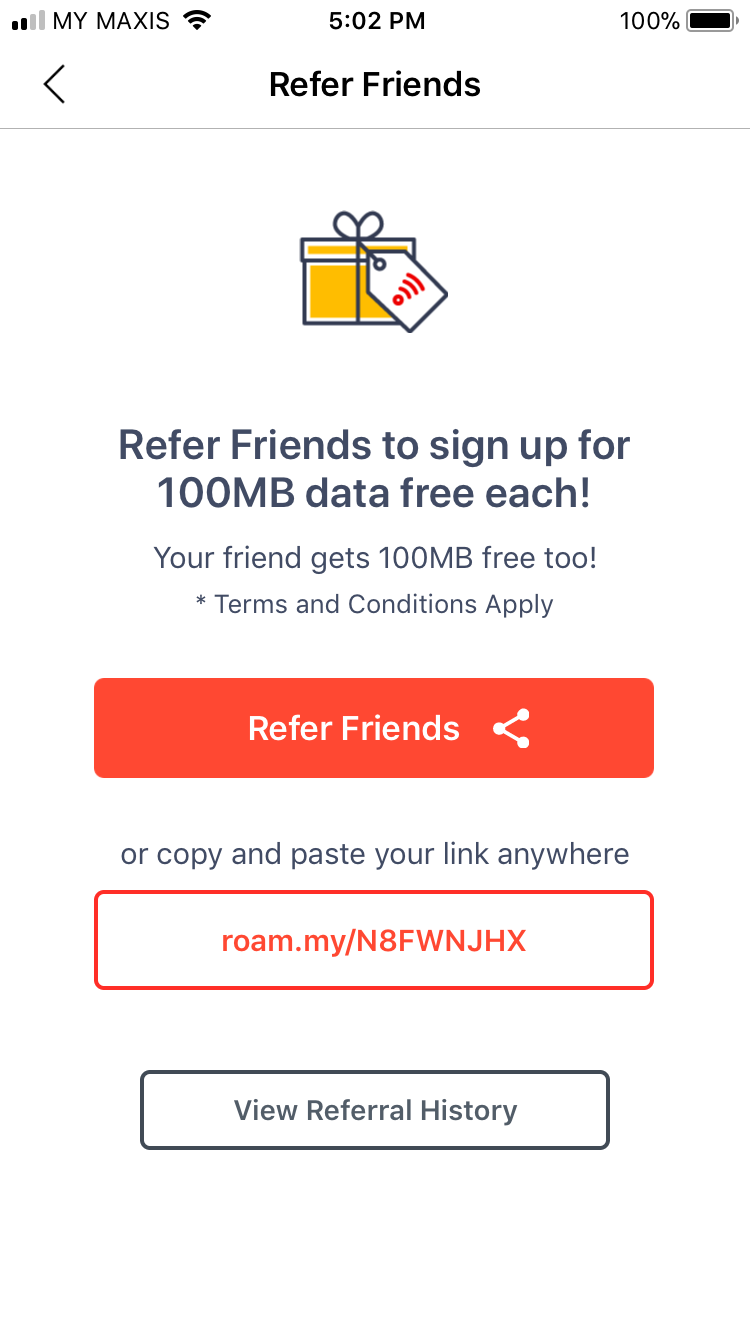 MY MAXIS 5:02 PM 100%
Refer Friends
Refer Friends to sign up for
100MB data free each!
Your friend gets 100MB free too!
* Terms and Conditions Apply
Refer Friends
or copy and paste your link anywhere
roam.my/N8FWNJHX
View Referral History